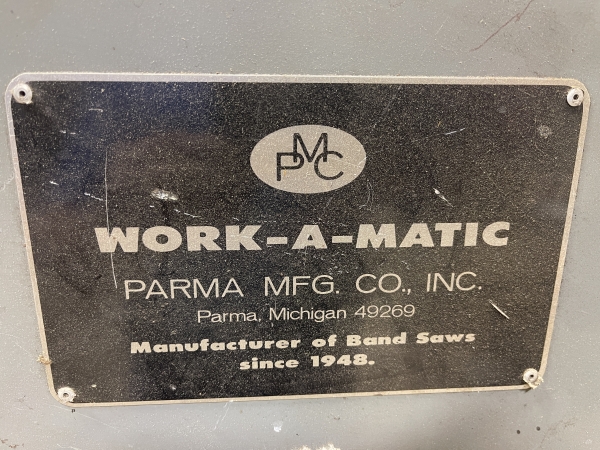 PMC
WORK-A-MATIC
PARMA MFG. CO., INC.
Parma, Michigan 49269
Manufacturer of Band Saws
since 1948.